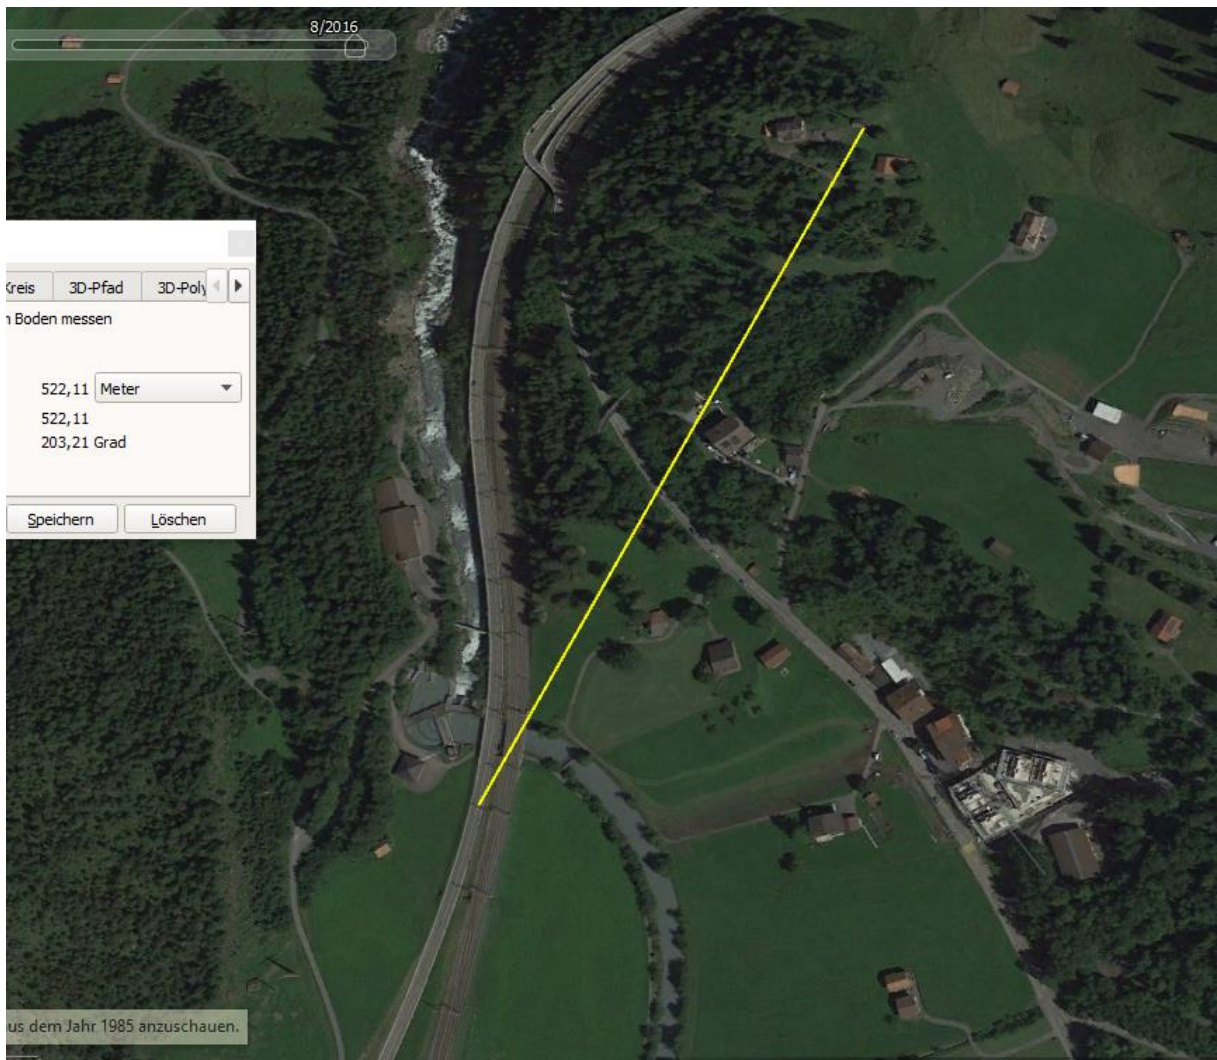 8/2016
Kreis 3D-Pfad 3D-Poly
n Boden messen
522,11 Meter
522,11
203,21 Grad
Speichern Löschen
us dem Jahr 1985 anzuschauen.